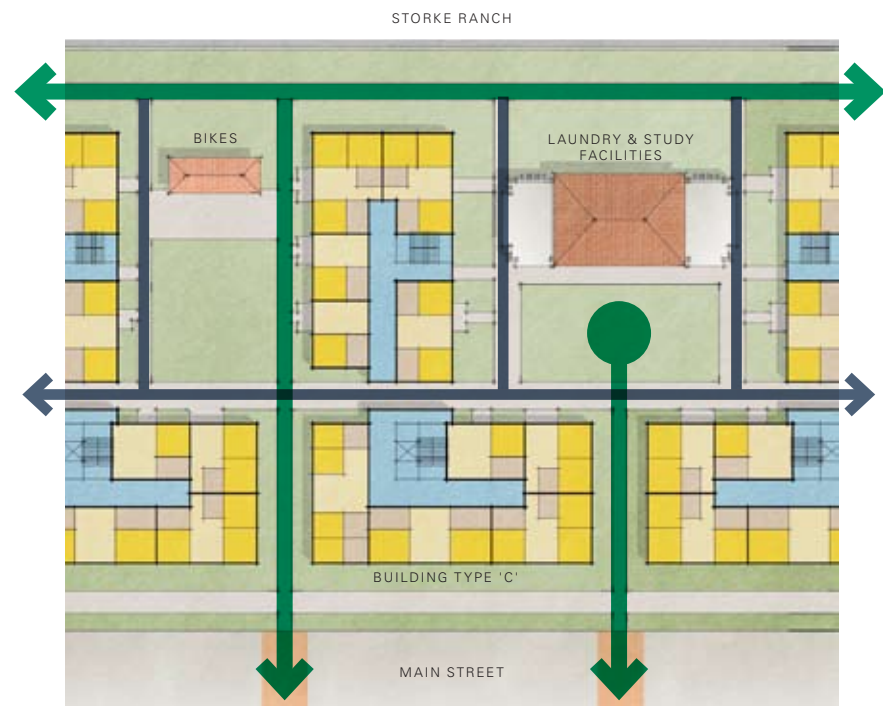 STORKE RANCH
BIKES
LAUNDRY & STUDY
FACILITIES
BUILDING TYPE 'C'
MAIN STREET